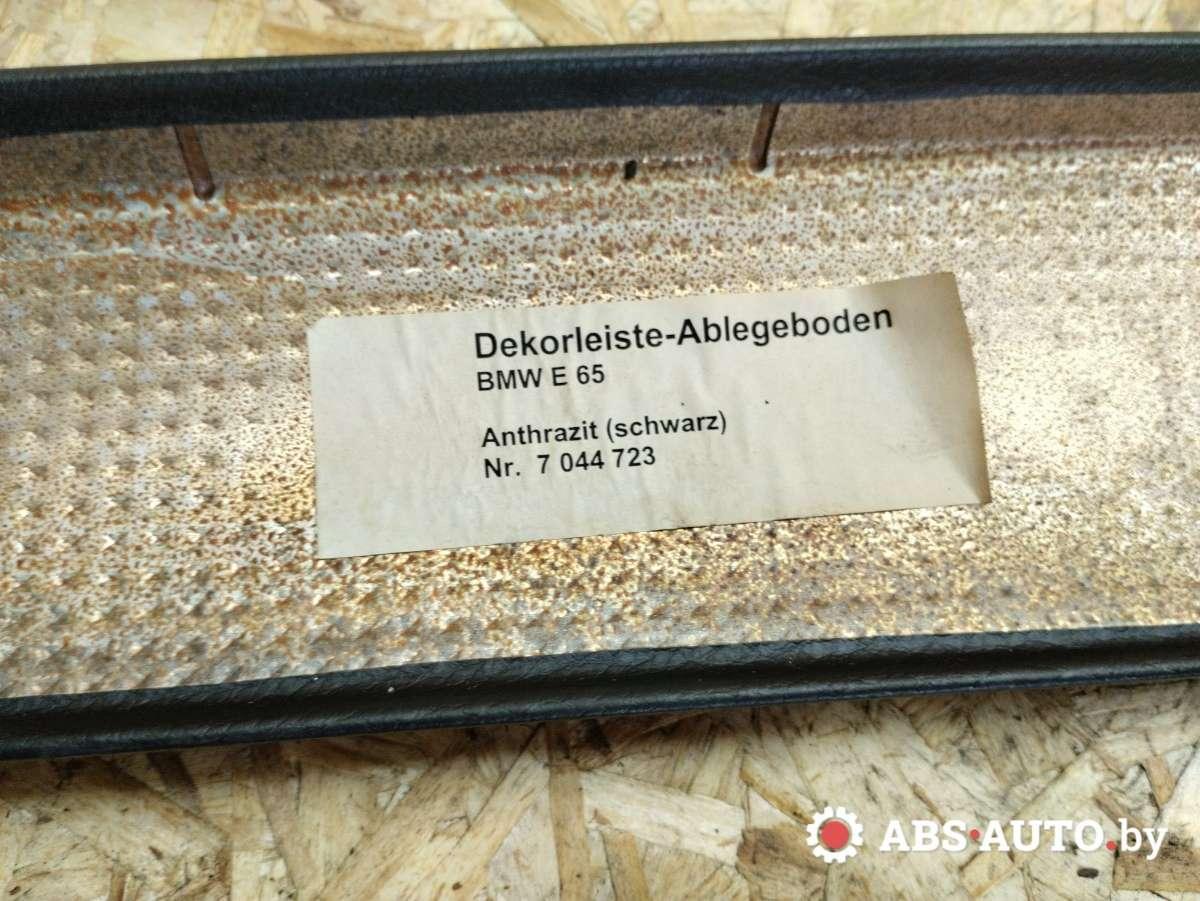 Dekorleiste-Ablegeboden
BMW E 65
Anthrazit (schwarz)
Nr. 7 044 723
ABS•AUTO.by